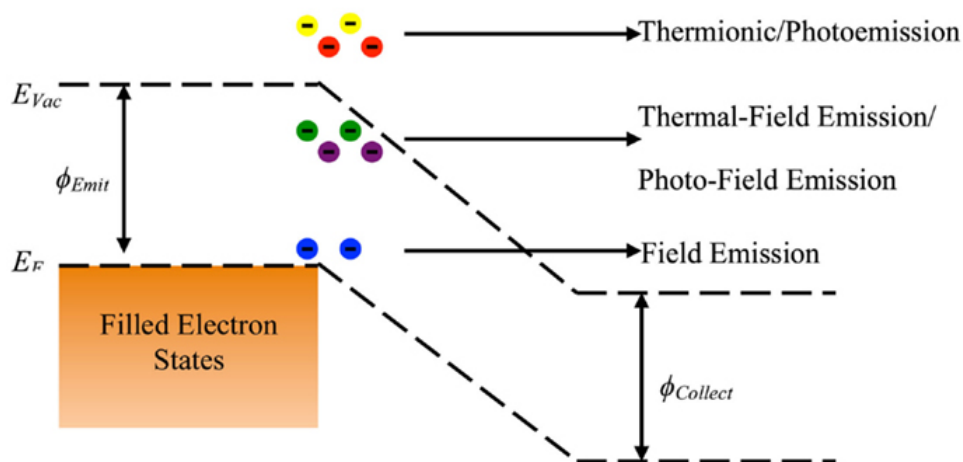 Thermionic/Photoemission
E_Vac
Thermal-Field Emission/
Photo-Field Emission
ϕ_Emit
Field Emission
E_F
Filled Electron
States
ϕ_Collect